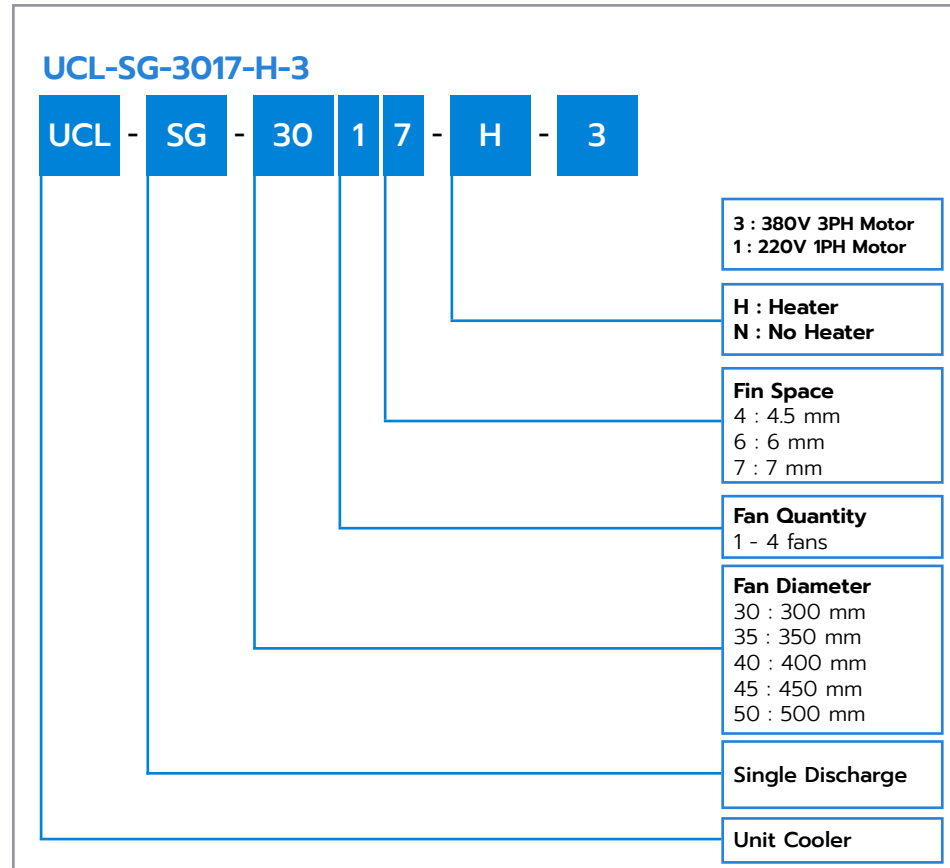 UCL-SG-3017-H-3
UCL - SG - 30 1 7 - H - 3
3 : 380V 3PH Motor
1 : 220V 1PH Motor
H : Heater
N : No Heater
Fin Space
4 : 4.5 mm
6 : 6 mm
7 : 7 mm
Fan Quantity
1 - 4 fans
Fan Diameter
30 : 300 mm
35 : 350 mm
40 : 400 mm
45 : 450 mm
50 : 500 mm
Single Discharge
Unit Cooler